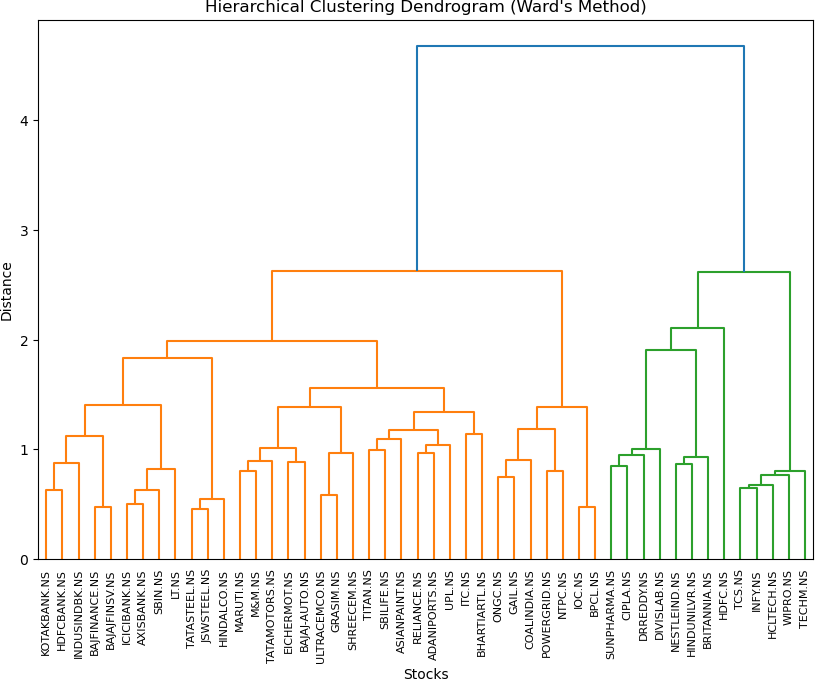 Hierarchical Clustering Dendrogram (Ward's Method)
4
3
2
1
0
Distance
KOTAKBANK.NS
HDFCBANK.NS
INDUSINDBK.NS
BAJFINANCE.NS
BAJAJFINSV.NS
ICICIBANK.NS
AXISBANK.NS
SBIN.NS
LT.NS
TATASTEEL.NS
JSWSTEEL.NS
HINDALCO.NS
MARUTI.NS
M&M.NS
TATAMOTORS.NS
EICHERMOT.NS
BAJAJ-AUTO.NS
ULTRACEMCO.NS
GRASIM.NS
SHREECEM.NS
TITAN.NS
SBILIFE.NS
ASIANPAINT.NS
RELIANCE.NS
ADANIPORTS.NS
UPL.NS
ITC.NS
BHARTIARTL.NS
ONGC.NS
GAIL.NS
COALINDIA.NS
POWERGRID.NS
NTPC.NS
IOC.NS
BPCL.NS
SUNPHARMA.NS
CIPLA.NS
DRREDDY.NS
DIVISLAB.NS
NESTLEIND.NS
HINDUNILVR.NS
BRITANNIA.NS
HDFC.NS
TCS.NS
INFY.NS
HCLTECH.NS
WIPRO.NS
TECHM.NS
Stocks